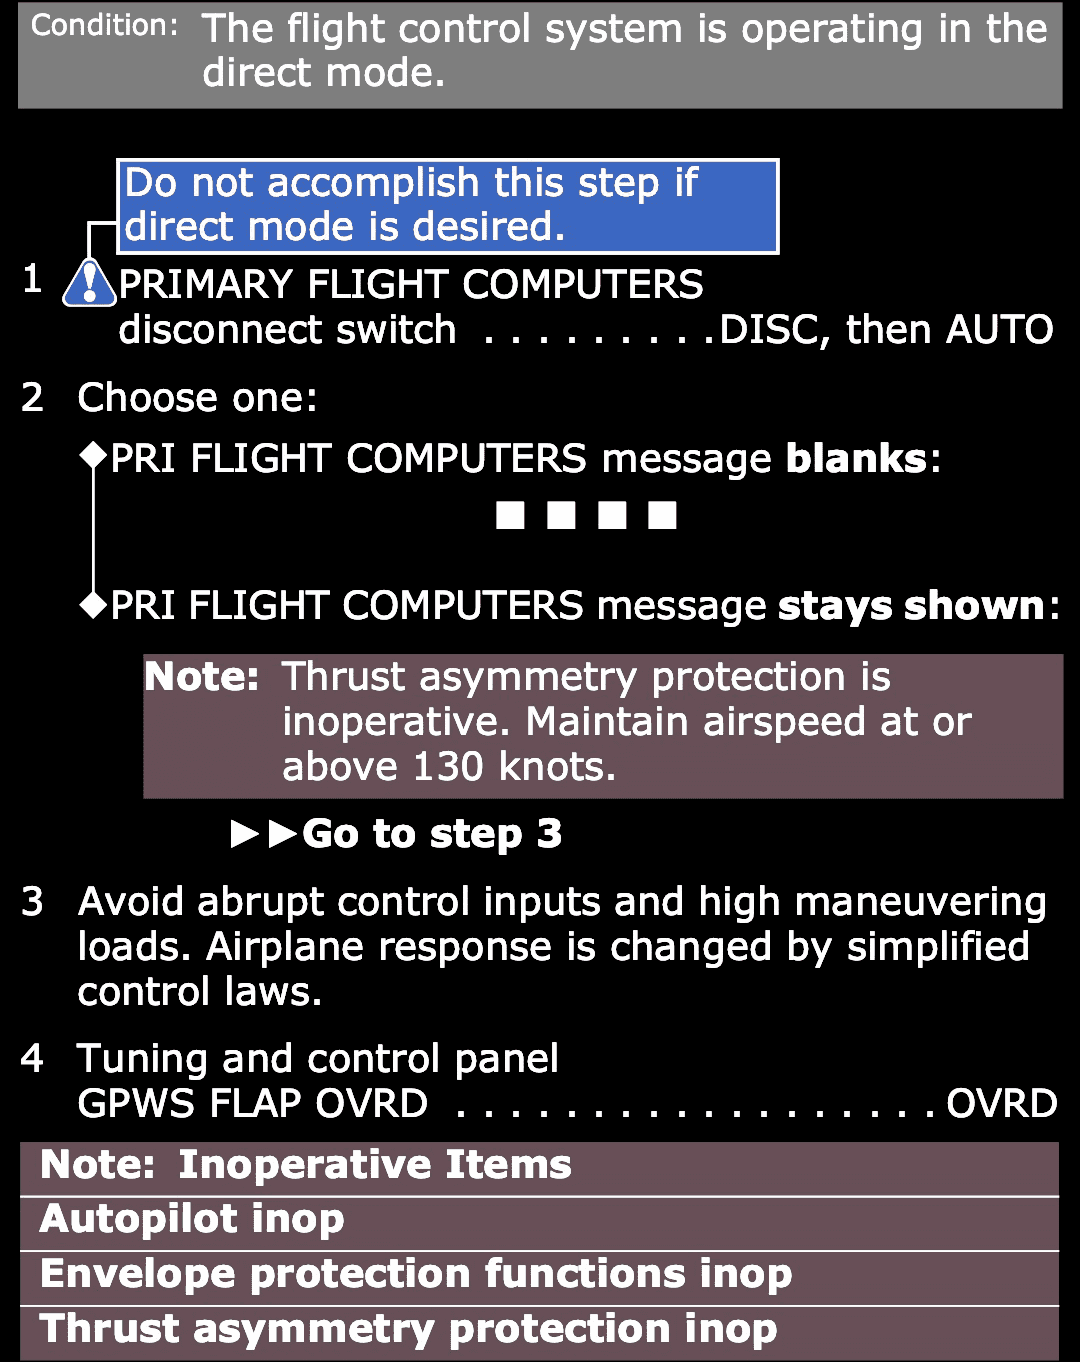 Condition: The flight control system is operating in the
direct mode.
Do not accomplish this step if
direct mode is desired.
1 PRIMARY FLIGHT COMPUTERS
disconnect switch . . . . . . . . . DISC, then AUTO
2 Choose one:
PRI FLIGHT COMPUTERS message blanks:
PRI FLIGHT COMPUTERS message stays shown:
Note: Thrust asymmetry protection is
inoperative. Maintain airspeed at or
above 130 knots.
►►Go to step 3
3 Avoid abrupt control inputs and high maneuvering
loads. Airplane response is changed by simplified
control laws.
4 Tuning and control panel
GPWS FLAP OVRD . . . . . . . . . . . . . . . . . . OVRD
Note: Inoperative Items
Autopilot inop
Envelope protection functions inop
Thrust asymmetry protection inop